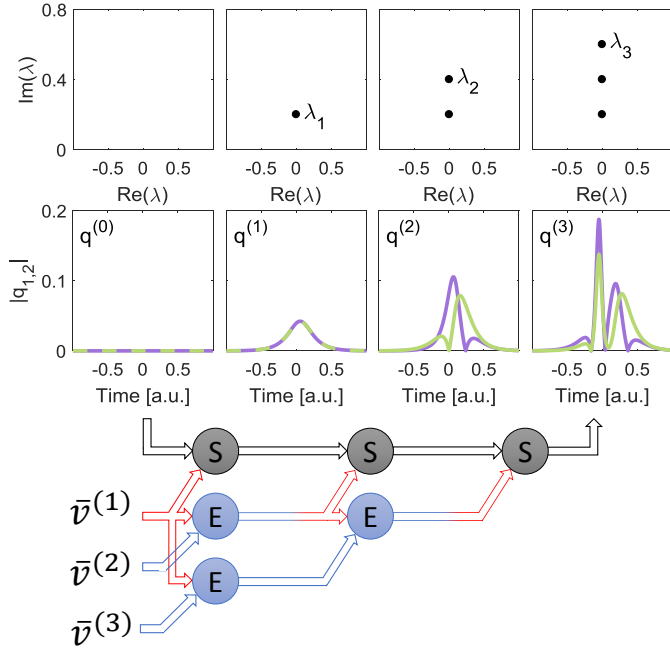 0.8
0.4
0
Im(λ)
-0.5 0 0.5
Re(λ)
λ₁
-0.5 0 0.5
Re(λ)
λ₂
-0.5 0 0.5
Re(λ)
λ₃
-0.5 0 0.5
Re(λ)
0.2
0.1
0
|q₁,₂|
q⁽⁰⁾
-0.5 0 0.5
Time [a.u.]
q⁽¹⁾
-0.5 0 0.5
Time [a.u.]
q⁽²⁾
-0.5 0 0.5
Time [a.u.]
q⁽³⁾
-0.5 0 0.5
Time [a.u.]
S S S
v̄⁽¹⁾
E E
v̄⁽²⁾
E
v̄⁽³⁾